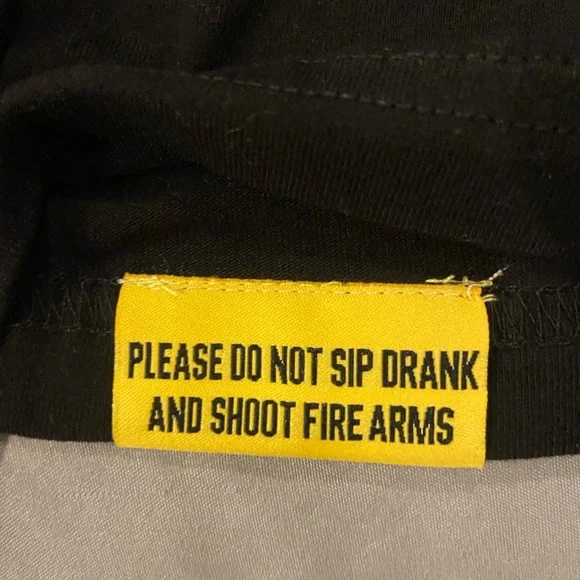 PLEASE DO NOT SIP DRANK
AND SHOOT FIRE ARMS